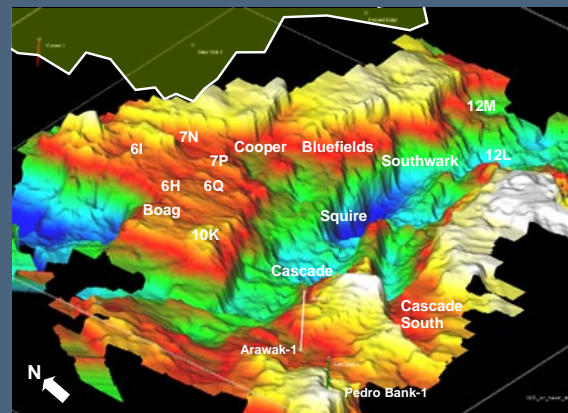 7N
6I
7P
Cooper
Bluefields
12M
Southwark
12L
6H
6Q
Boag
Squire
10K
Cascade
Cascade
South
Arawak-1
Pedro Bank-1
N